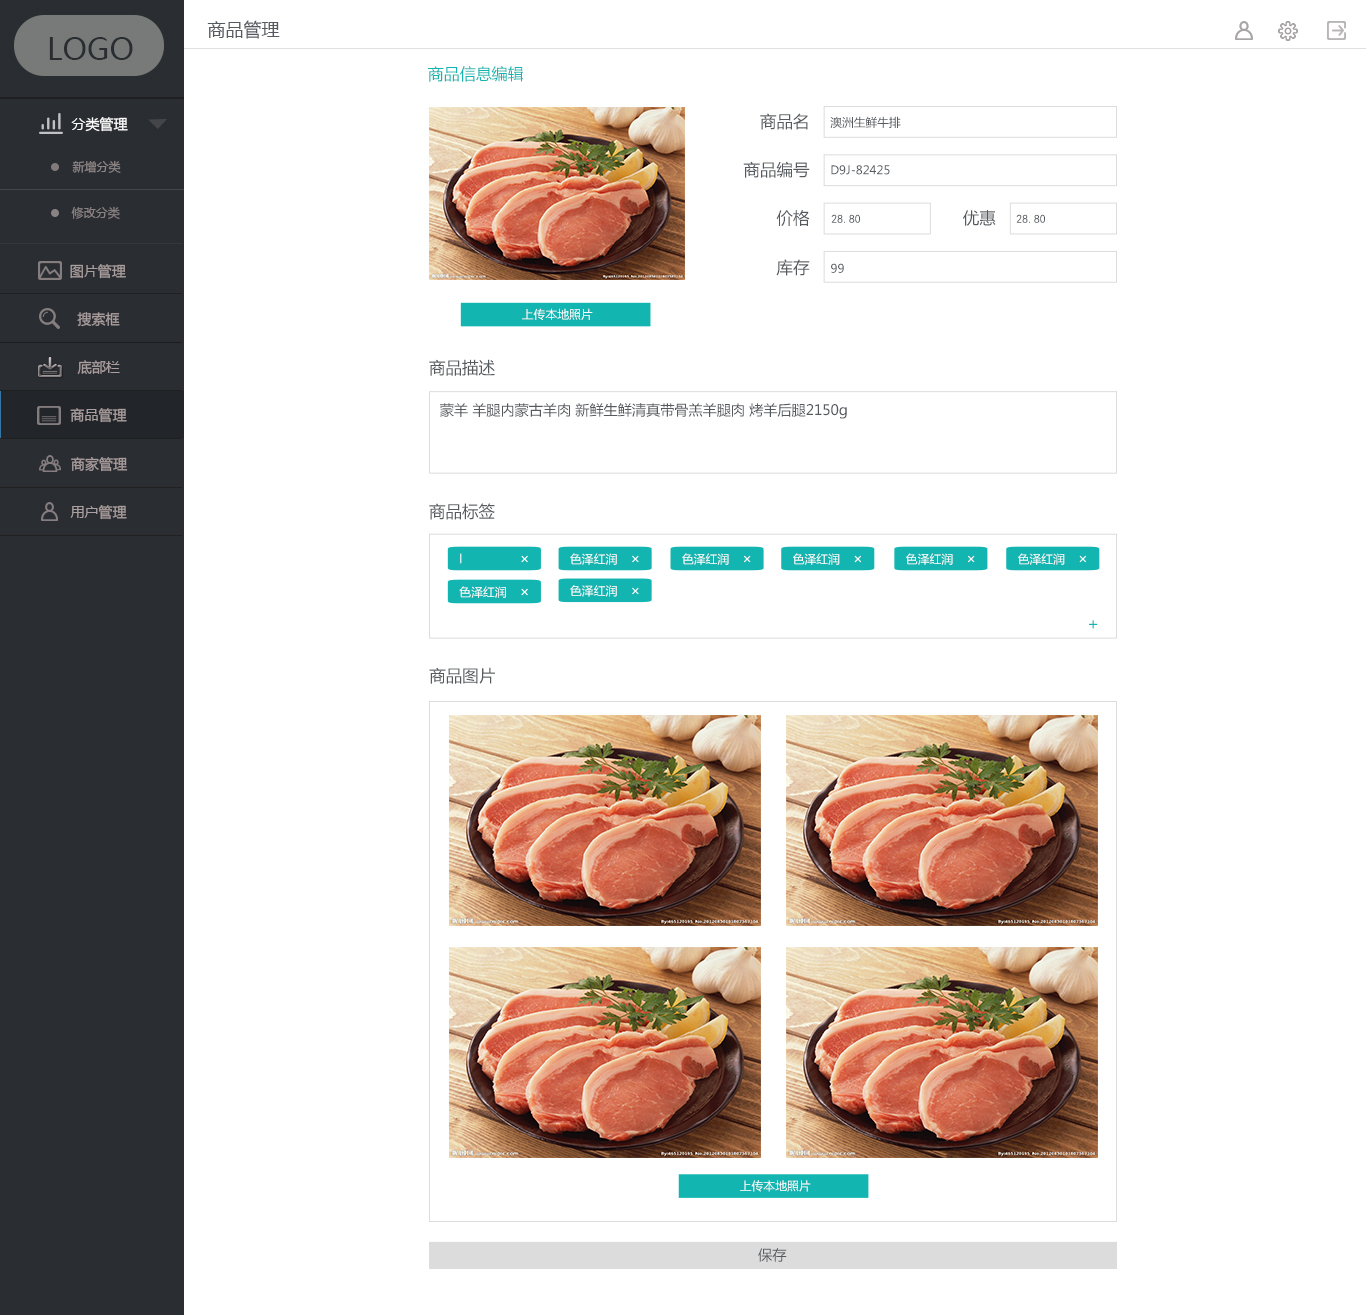 LOGO
商品管理
分类管理
新增分类
修改分类
图片管理
搜索框
底部栏
商品管理
商家管理
用户管理
商品信息编辑
商品名 澳洲生鲜牛排
商品编号 D9J-82425
价格 28.80 优惠 28.80
库存 99
上传本地照片
商品描述
蒙羊 羊腿内蒙古羊肉 新鲜生鲜清真带骨羔羊腿肉 烤羊后腿2150g
商品标签
I × 色泽红润 × 色泽红润 × 色泽红润 × 色泽红润 × 色泽红润 ×
色泽红润 × 色泽红润 ×
+
商品图片
上传本地照片
保存